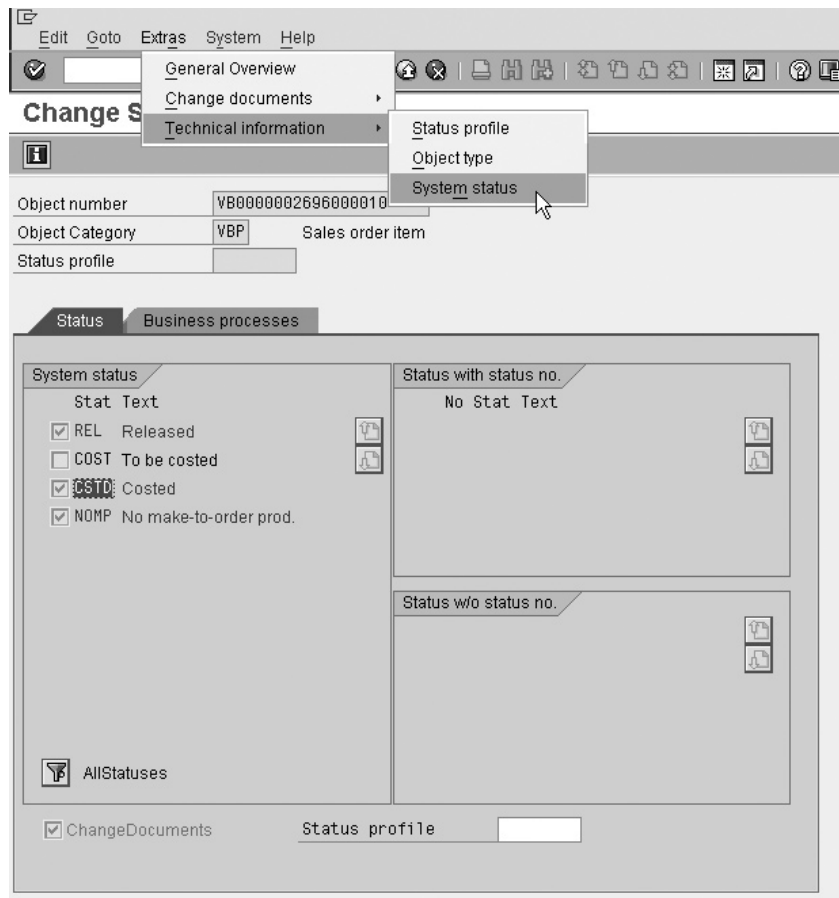 Edit Goto Extras System Help
General Overview
Change documents
Change S
Technical information
Status profile
Object type
System status
Object number VB0000002696000010
Object Category VBP Sales order item
Status profile
Status Business processes
System status
Stat Text
REL Released
COST To be costed
CSTD Costed
NOMP No make-to-order prod.
AllStatuses
Status with status no.
No Stat Text
Status w/o status no.
ChangeDocuments Status profile